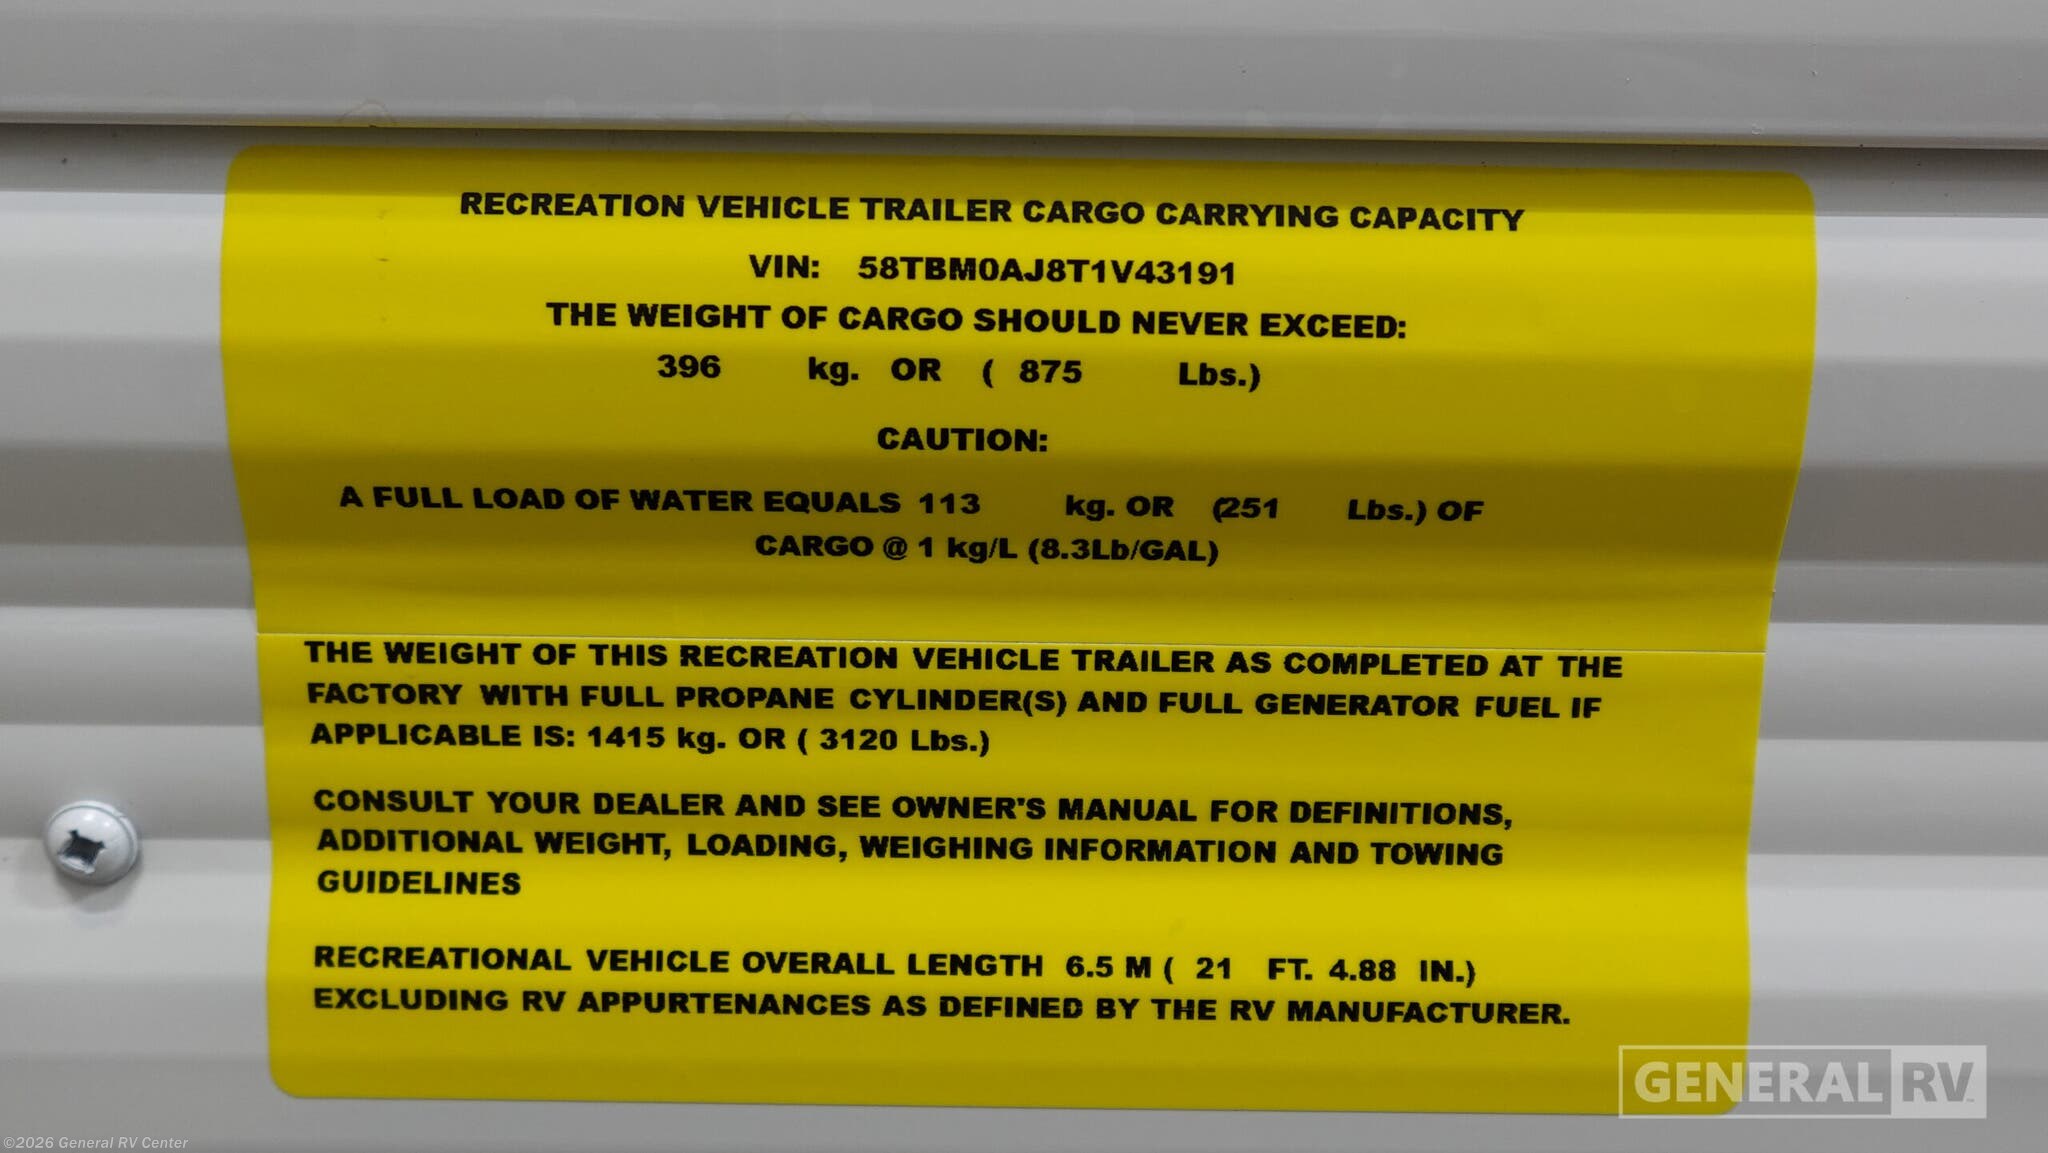 RECREATION VEHICLE TRAILER CARGO CARRYING CAPACITY
VIN: 58TBM0AJ8T1V43191
THE WEIGHT OF CARGO SHOULD NEVER EXCEED:
396 kg. OR ( 875 Lbs.)
CAUTION:
A FULL LOAD OF WATER EQUALS 113 kg. OR (251 Lbs.) OF
CARGO @ 1 kg/L (8.3Lb/GAL)
THE WEIGHT OF THIS RECREATION VEHICLE TRAILER AS COMPLETED AT THE
FACTORY WITH FULL PROPANE CYLINDER(S) AND FULL GENERATOR FUEL IF
APPLICABLE IS: 1415 kg. OR ( 3120 Lbs.)
CONSULT YOUR DEALER AND SEE OWNER'S MANUAL FOR DEFINITIONS,
ADDITIONAL WEIGHT, LOADING, WEIGHING INFORMATION AND TOWING
GUIDELINES
RECREATIONAL VEHICLE OVERALL LENGTH 6.5 M ( 21 FT. 4.88 IN.)
EXCLUDING RV APPURTENANCES AS DEFINED BY THE RV MANUFACTURER.
GENERAL RV
©2026 General RV Center